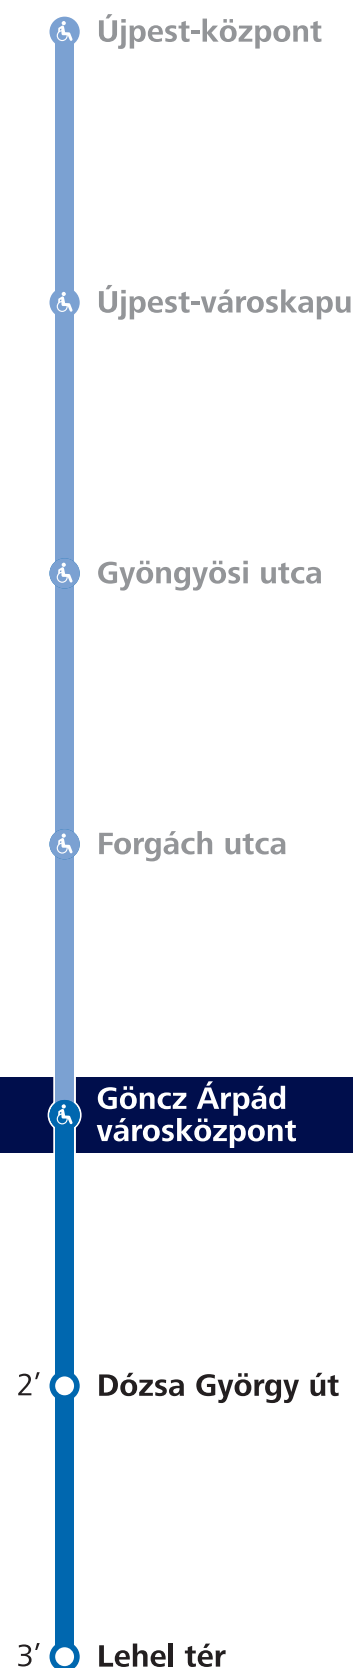 Újpest-központ
Újpest-városkapu
Gyöngyösi utca
Forgách utca
Göncz Árpád
városközpont
2’ Dózsa György út
3’ Lehel tér